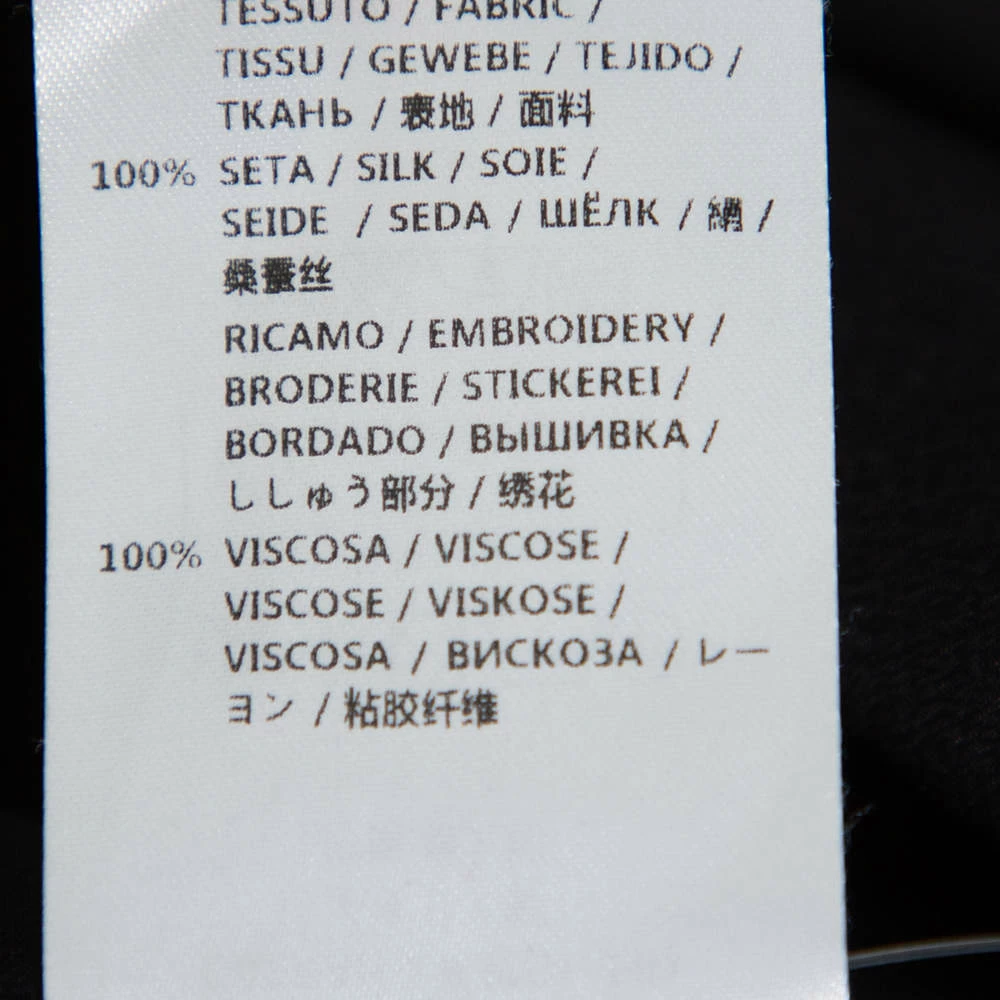 TESSUTO / FABRIC /
TISSU / GEWEBE / TEJIDO /
ТКАНЬ / 表地 / 面料
100% SETA / SILK / SOIE /
SEIDE / SEDA / ШЁЛК / 絹 /
桑蚕丝
RICAMO / EMBROIDERY /
BRODERIE / STICKEREI /
BORDADO / ВЫШИВКА /
ししゅう部分 / 绣花
100% VISCOSA / VISCOSE /
VISCOSE / VISKOSE /
VISCOSA / ВИСКОЗА / レー
ヨン / 粘胶纤维